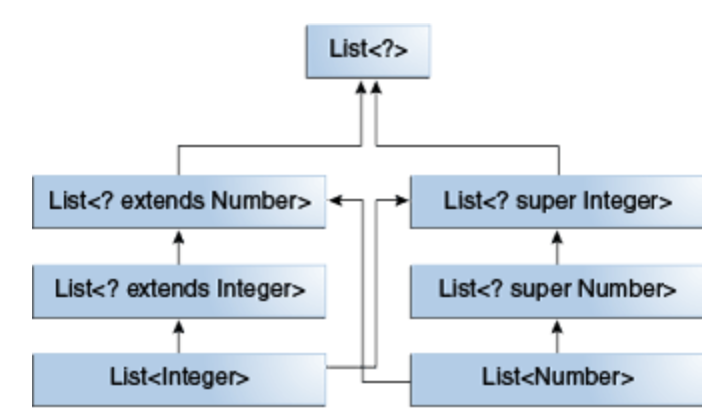 List<?>
List<? extends Number>
List<? super Integer>
List<? extends Integer>
List<? super Number>
List<Integer>
List<Number>